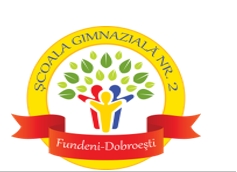 ȘCOALA GIMNAZIALĂ NR. 2
Fundeni-Dobroești